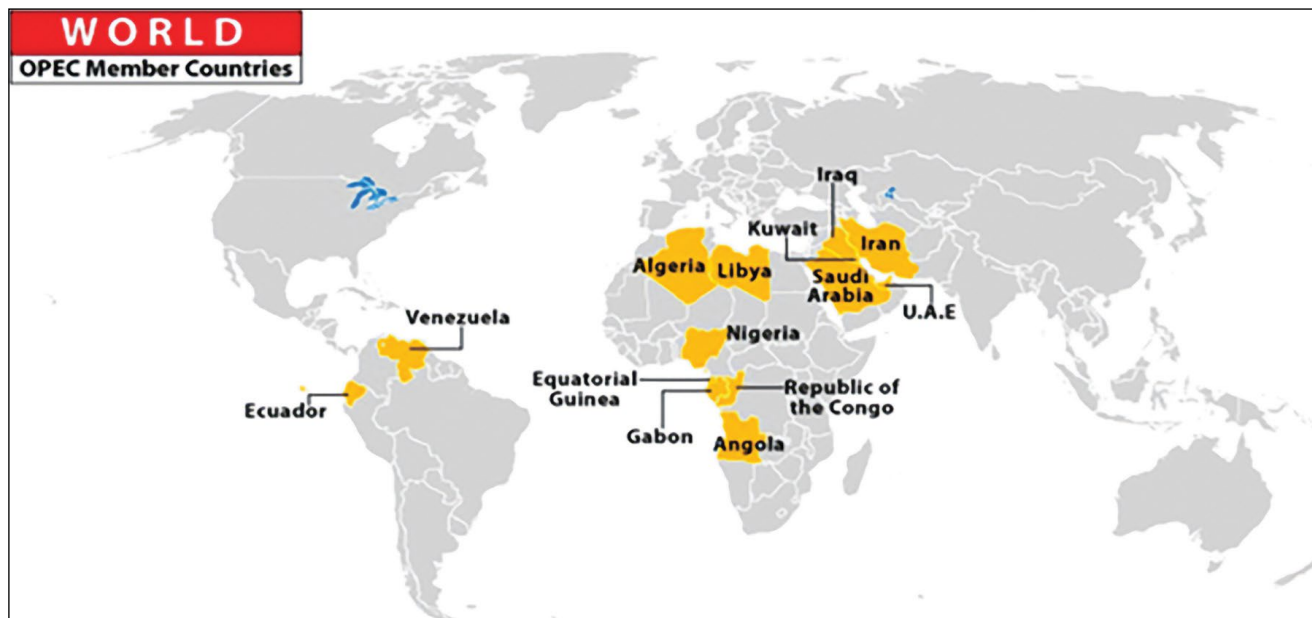 WORLD
OPEC Member Countries
Iraq
Kuwait
Iran
Algeria
Libya
Saudi
Arabia
U.A.E
Venezuela
Nigeria
Equatorial
Guinea
Republic of
the Congo
Ecuador
Gabon
Angola